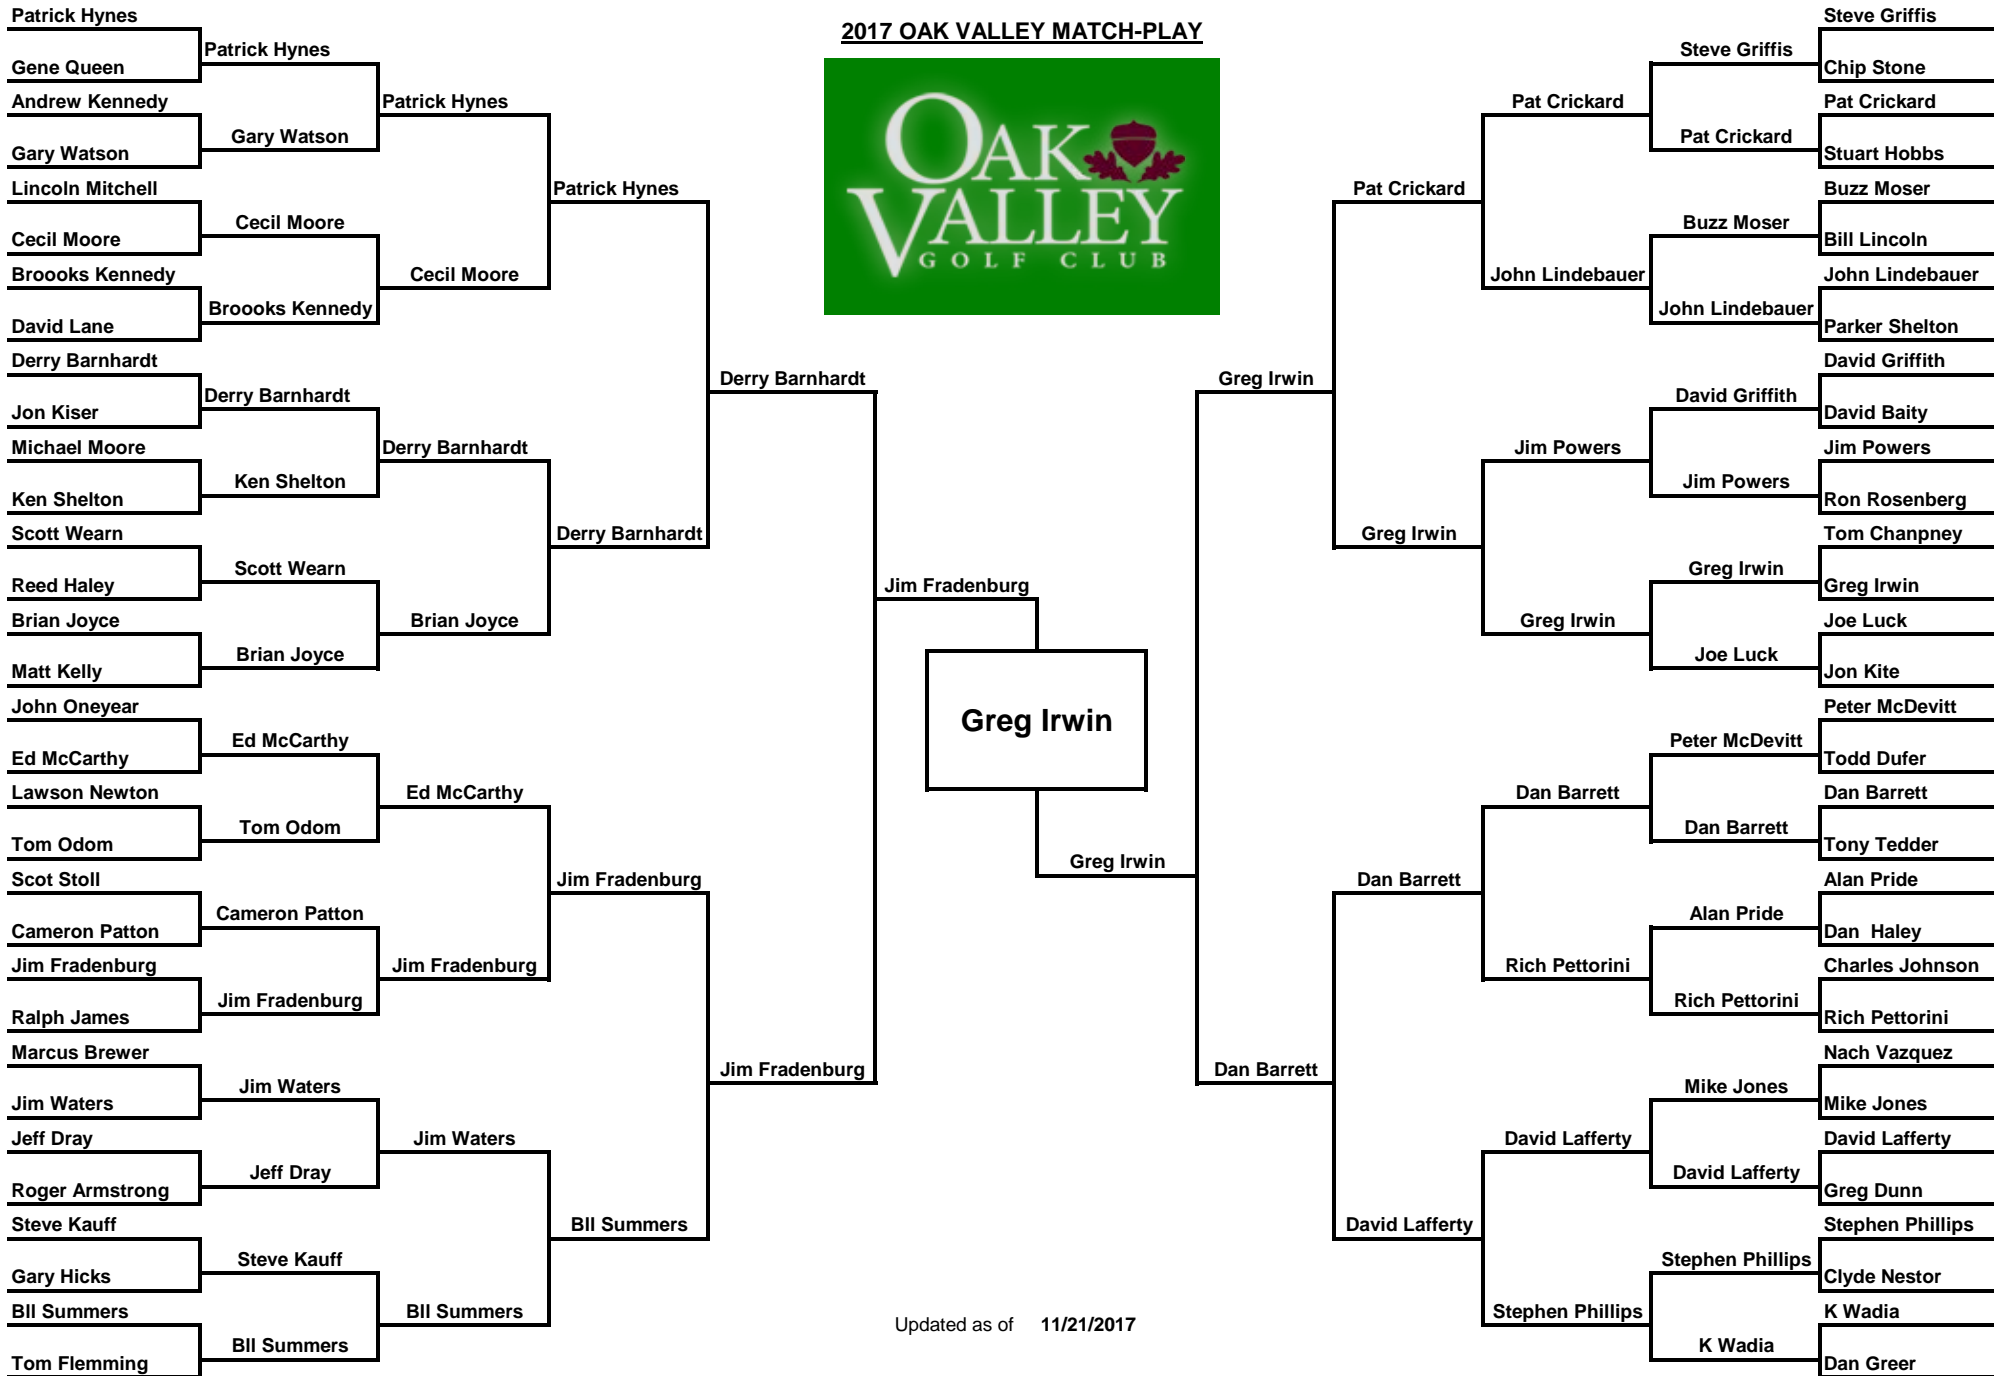 2017 OAK VALLEY MATCH-PLAY
OAK
VALLEY
GOLF CLUB
Patrick Hynes
Gene Queen
Andrew Kennedy
Gary Watson
Lincoln Mitchell
Cecil Moore
Broooks Kennedy
David Lane
Derry Barnhardt
Jon Kiser
Michael Moore
Ken Shelton
Scott Wearn
Reed Haley
Brian Joyce
Matt Kelly
John Oneyear
Ed McCarthy
Lawson Newton
Tom Odom
Scot Stoll
Cameron Patton
Jim Fradenburg
Ralph James
Marcus Brewer
Jim Waters
Jeff Dray
Roger Armstrong
Steve Kauff
Gary Hicks
Bll Summers
Tom Flemming
Patrick Hynes
Gary Watson
Cecil Moore
Broooks Kennedy
Derry Barnhardt
Ken Shelton
Scott Wearn
Brian Joyce
Ed McCarthy
Tom Odom
Cameron Patton
Jim Fradenburg
Jim Waters
Jeff Dray
Steve Kauff
Bll Summers
Patrick Hynes
Cecil Moore
Derry Barnhardt
Brian Joyce
Ed McCarthy
Jim Fradenburg
Jim Waters
Bll Summers
Patrick Hynes
Derry Barnhardt
Jim Fradenburg
Bll Summers
Derry Barnhardt
Jim Fradenburg
Jim Fradenburg
Greg Irwin
Greg Irwin
Greg Irwin
Dan Barrett
Pat Crickard
Greg Irwin
Dan Barrett
David Lafferty
Pat Crickard
John Lindebauer
Jim Powers
Greg Irwin
Dan Barrett
Rich Pettorini
David Lafferty
Stephen Phillips
Steve Griffis
Pat Crickard
Buzz Moser
John Lindebauer
David Griffith
Jim Powers
Greg Irwin
Joe Luck
Peter McDevitt
Dan Barrett
Alan Pride
Rich Pettorini
Mike Jones
David Lafferty
Stephen Phillips
K Wadia
Steve Griffis
Chip Stone
Pat Crickard
Stuart Hobbs
Buzz Moser
Bill Lincoln
John Lindebauer
Parker Shelton
David Griffith
David Baity
Jim Powers
Ron Rosenberg
Tom Chanpney
Greg Irwin
Joe Luck
Jon Kite
Peter McDevitt
Todd Dufer
Dan Barrett
Tony Tedder
Alan Pride
Dan  Haley
Charles Johnson
Rich Pettorini
Nach Vazquez
Mike Jones
David Lafferty
Greg Dunn
Stephen Phillips
Clyde Nestor
K Wadia
Dan Greer
Updated as of 11/21/2017